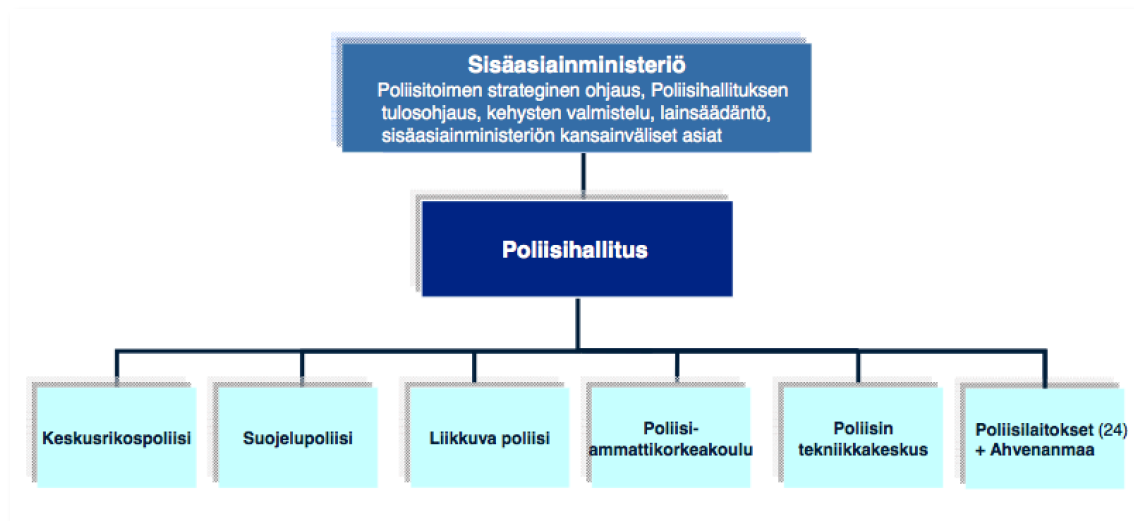 Sisäasiainministeriö
Poliisitoimen strateginen ohjaus, Poliisihallituksen
tulosohjaus, kehysten valmistelu, lainsäädäntö,
sisäasiainministeriön kansainväliset asiat
Poliisihallitus
Keskusrikospoliisi
Suojelupoliisi
Liikkuva poliisi
Poliisi-
ammattikorkeakoulu
Poliisin
tekniikkakeskus
Poliisilaitokset (24)
+ Ahvenanmaa